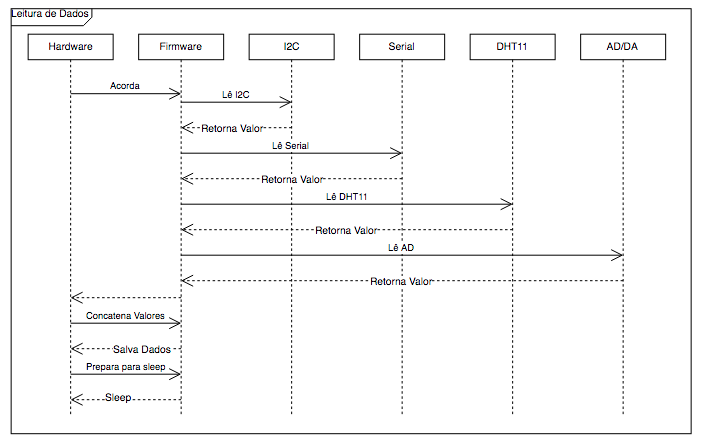 Leitura de Dados
Hardware
Firmware
I2C
Serial
DHT11
AD/DA
Acorda
Lê I2C
Retorna Valor
Lê Serial
Retorna Valor
Lê DHT11
Retorna Valor
Lê AD
Retorna Valor
Concatena Valores
Salva Dados
Prepara para sleep
Sleep